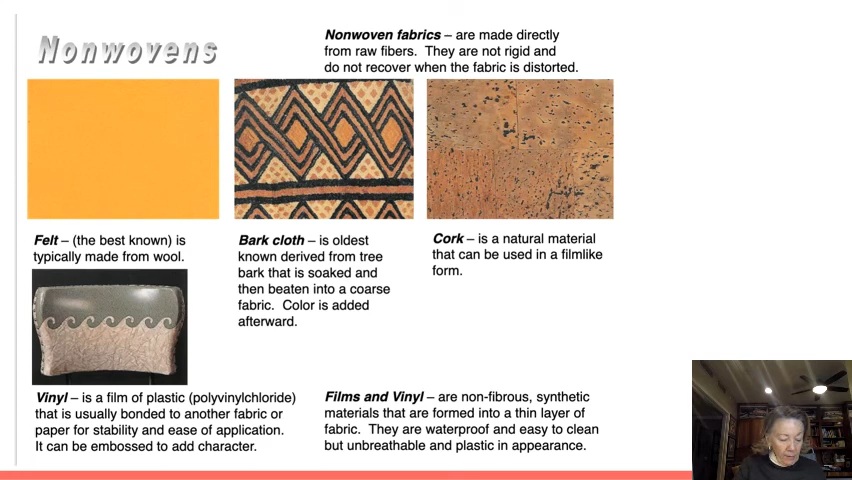 Nonwovens
Nonwoven fabrics – are made directly
from raw fibers.  They are not rigid and
do not recover when the fabric is distorted.
Felt – (the best known) is
typically made from wool.
Bark cloth – is oldest
known derived from tree
bark that is soaked and
then beaten into a coarse
fabric.  Color is added
afterward.
Cork – is a natural material
that can be used in a filmlike
form.
Vinyl – is a film of plastic (polyvinylchloride)
that is usually bonded to another fabric or
paper for stability and ease of application.
It can be embossed to add character.
Films and Vinyl – are non-fibrous, synthetic
materials that are formed into a thin layer of
fabric.  They are waterproof and easy to clean
but unbreathable and plastic in appearance.